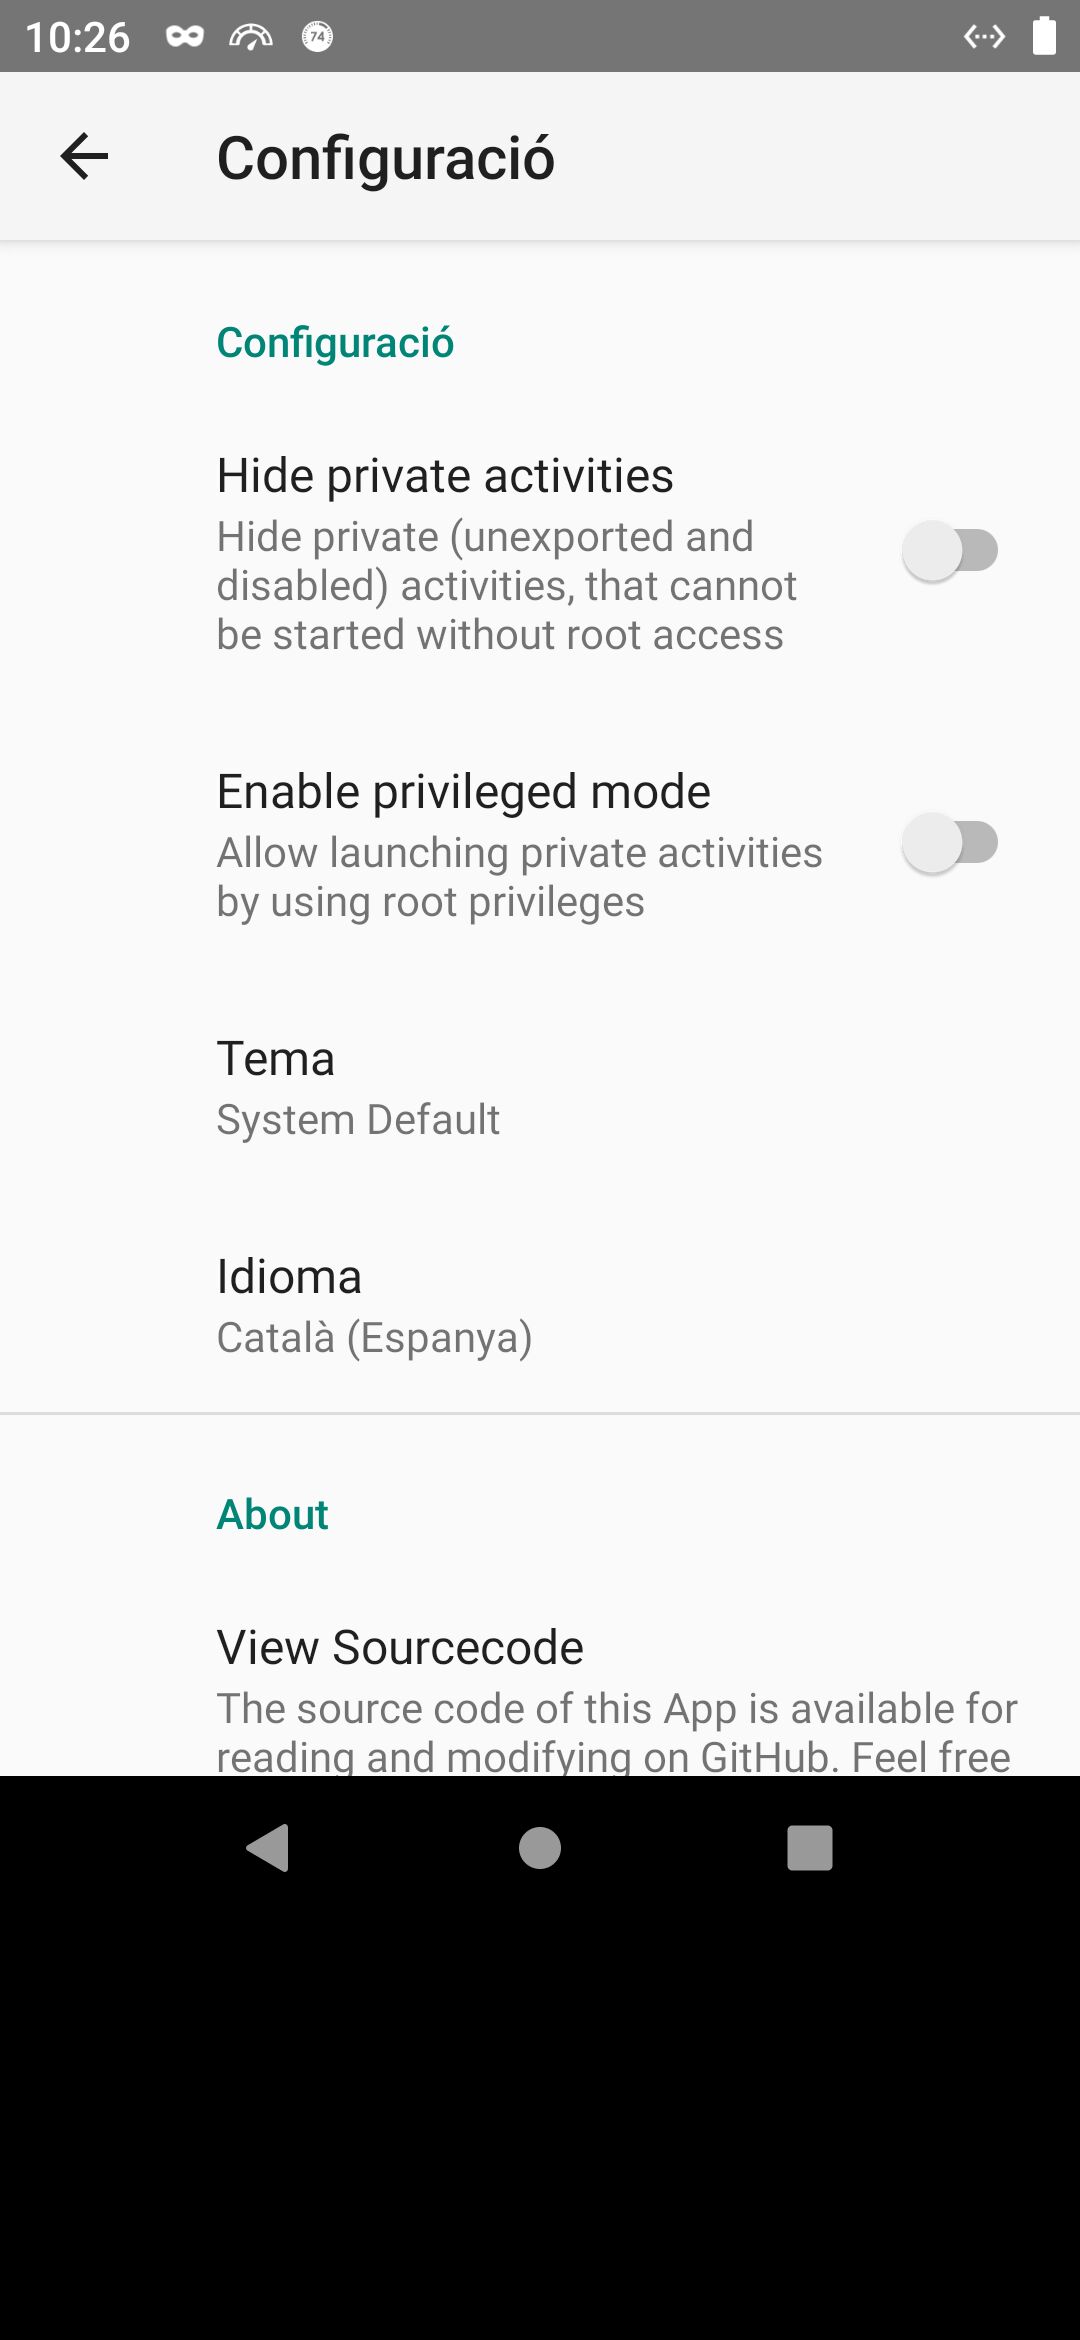 10:26
74
Configuració
Configuració
Hide private activities
Hide private (unexported and
disabled) activities, that cannot
be started without root access
Enable privileged mode
Allow launching private activities
by using root privileges
Tema
System Default
Idioma
Català (Espanya)
About
View Sourcecode
The source code of this App is available for
reading and modifying on GitHub. Feel free